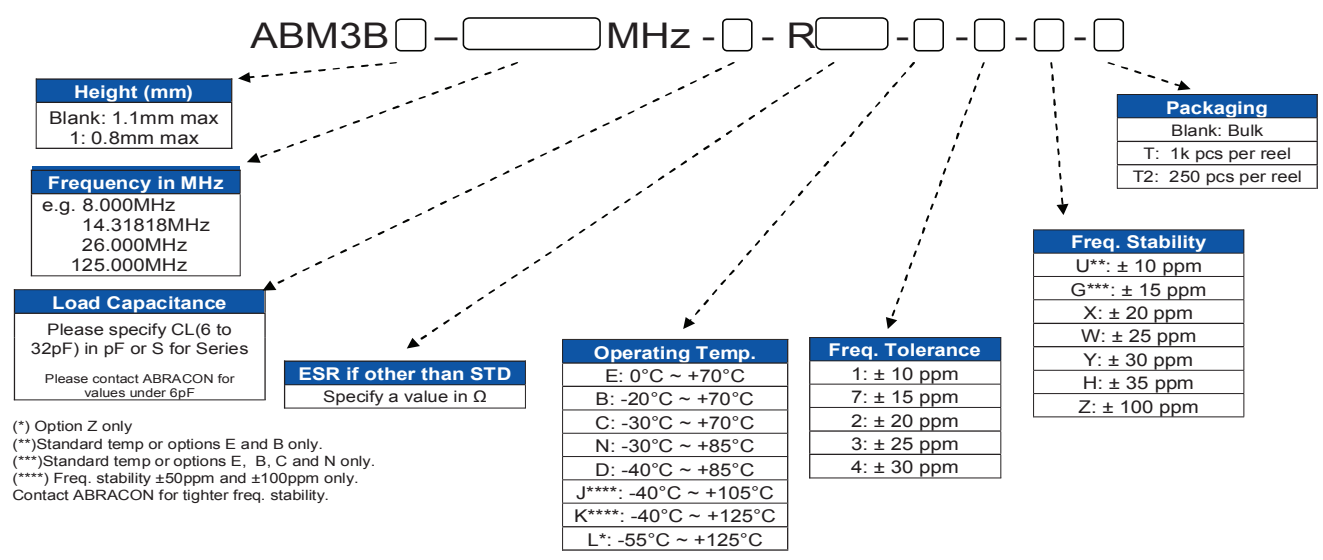 ABM3B – MHz - - R - - - -
Height (mm)
Blank: 1.1mm max
1: 0.8mm max
Frequency in MHz
e.g. 8.000MHz
14.31818MHz
26.000MHz
125.000MHz
Load Capacitance
Please specify CL(6 to
32pF) in pF or S for Series
Please contact ABRACON for
values under 6pF
ESR if other than STD
Specify a value in Ω
Operating Temp.
E: 0°C ~ +70°C
B: -20°C ~ +70°C
C: -30°C ~ +70°C
N: -30°C ~ +85°C
D: -40°C ~ +85°C
J****: -40°C ~ +105°C
K****: -40°C ~ +125°C
L*: -55°C ~ +125°C
Freq. Tolerance
1: ± 10 ppm
7: ± 15 ppm
2: ± 20 ppm
3: ± 25 ppm
4: ± 30 ppm
Freq. Stability
U**: ± 10 ppm
G***: ± 15 ppm
X: ± 20 ppm
W: ± 25 ppm
Y: ± 30 ppm
H: ± 35 ppm
Z: ± 100 ppm
Packaging
Blank: Bulk
T: 1k pcs per reel
T2: 250 pcs per reel
(*) Option Z only
(**)Standard temp or options E and B only.
(***)Standard temp or options E, B, C and N only.
(****) Freq. stability ±50ppm and ±100ppm only.
Contact ABRACON for tighter freq. stability.